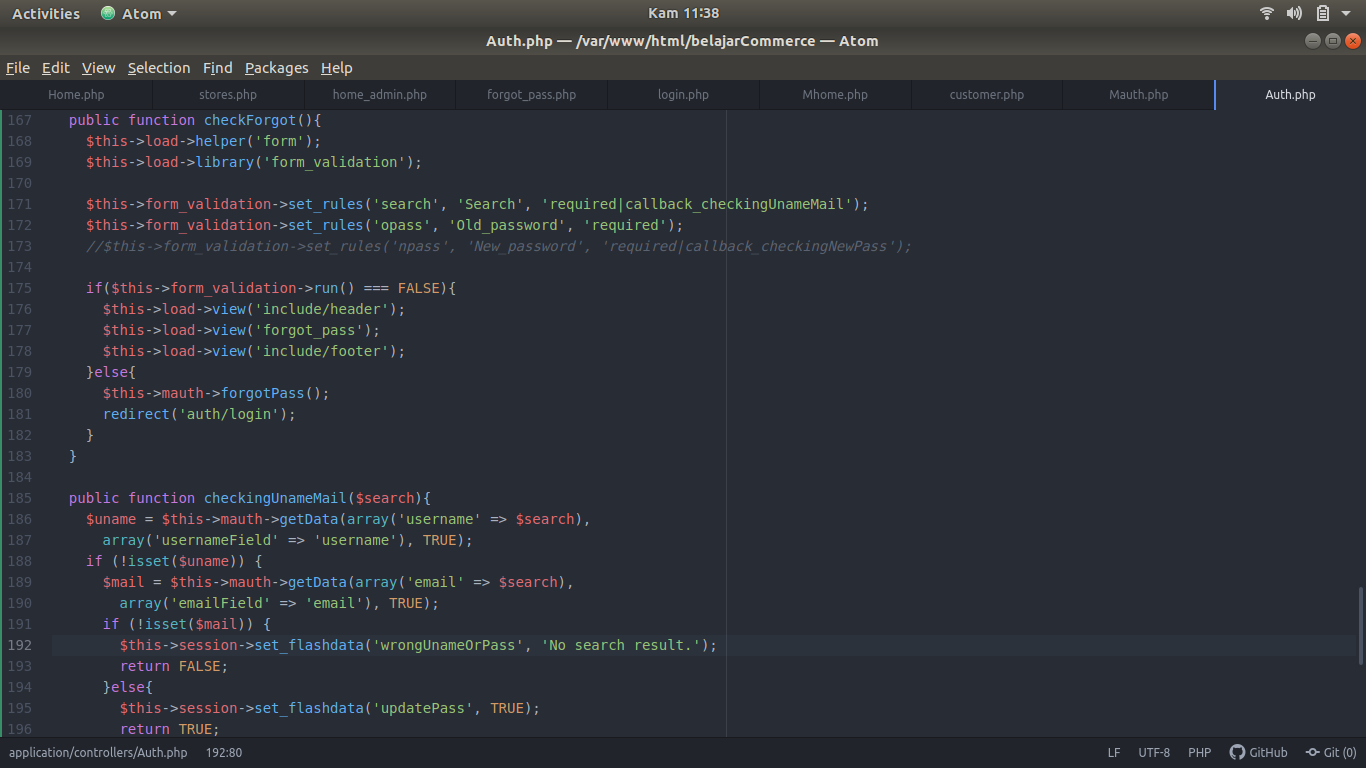 Activities Atom Kam 11:38
Auth.php — /var/www/html/belajarCommerce — Atom
File Edit View Selection Find Packages Help
Home.php stores.php home_admin.php forgot_pass.php login.php Mhome.php customer.php Mauth.php Auth.php
167 public function checkForgot(){
168 $this->load->helper('form');
169 $this->load->library('form_validation');
170
171 $this->form_validation->set_rules('search', 'Search', 'required|callback_checkingUnameMail');
172 $this->form_validation->set_rules('opass', 'Old_password', 'required');
173 //$this->form_validation->set_rules('npass', 'New_password', 'required|callback_checkingNewPass');
174
175 if($this->form_validation->run() === FALSE){
176 $this->load->view('include/header');
177 $this->load->view('forgot_pass');
178 $this->load->view('include/footer');
179 }else{
180 $this->mauth->forgotPass();
181 redirect('auth/login');
182 }
183 }
184
185 public function checkingUnameMail($search){
186 $uname = $this->mauth->getData(array('username' => $search),
187 array('usernameField' => 'username'), TRUE);
188 if (!isset($uname)) {
189 $mail = $this->mauth->getData(array('email' => $search),
190 array('emailField' => 'email'), TRUE);
191 if (!isset($mail)) {
192 $this->session->set_flashdata('wrongUnameOrPass', 'No search result.');
193 return FALSE;
194 }else{
195 $this->session->set_flashdata('updatePass', TRUE);
196 return TRUE;
application/controllers/Auth.php 192:80 LF UTF-8 PHP GitHub Git (0)